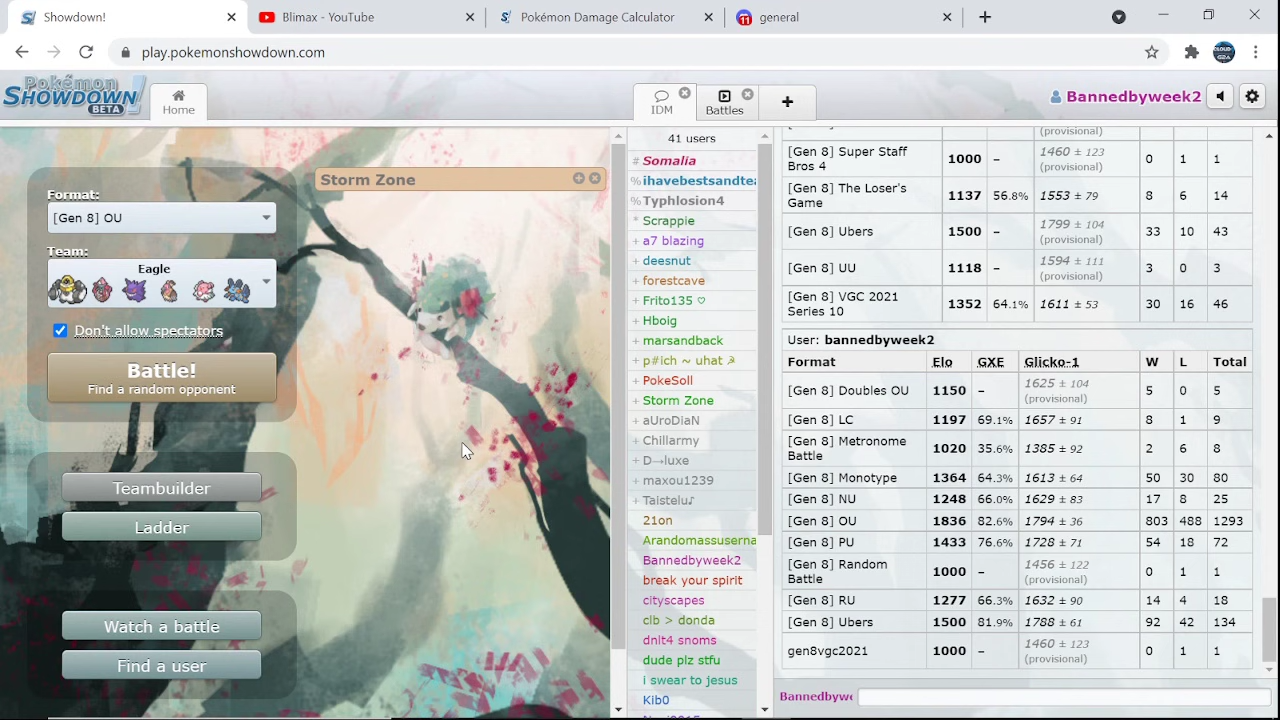 Showdown!
Blimax - YouTube
Pokémon Damage Calculator
11
general
play.pokemonshowdown.com
Pokémon
SHOWDOWN!
BETA
Home
IDM
Battles
Bannedbyweek2
Format:
[Gen 8] OU
Team:
Eagle
Don't allow spectators
Battle!
Find a random opponent
Teambuilder
Ladder
Watch a battle
Find a user
Storm Zone
41 users
# Somalia
% ihavebestsandtea
% Typhlosion4
* Scrappie
+ a7 blazing
+ deesnut
+ forestcave
+ Frito135 ♡
+ Hboig
+ marsandback
+ p#ich ~ uhat ☭
+ PokeSoll
+ Storm Zone
+ aUroDiaN
+ Chillarmy
+ D→luxe
+ maxou1239
+ Taistelu♪
21on
Arandomassuserna
Bannedbyweek2
break your spirit
cityscapes
clb > donda
dnlt4 snoms
dude plz stfu
i swear to jesus
Kib0
(provisional)
[Gen 8] Super Staff Bros 4 1000 – 1460 ± 123 (provisional) 0 1 1
[Gen 8] The Loser's Game 1137 56.8% 1553 ± 79 8 6 14
[Gen 8] Ubers 1500 – 1799 ± 104 (provisional) 33 10 43
[Gen 8] UU 1118 – 1594 ± 111 (provisional) 3 0 3
[Gen 8] VGC 2021 Series 10 1352 64.1% 1611 ± 53 30 16 46
User: bannedbyweek2
Format Elo GXE Glicko-1 W L Total
[Gen 8] Doubles OU 1150 – 1625 ± 104 (provisional) 5 0 5
[Gen 8] LC 1197 69.1% 1657 ± 91 8 1 9
[Gen 8] Metronome Battle 1020 35.6% 1385 ± 92 2 6 8
[Gen 8] Monotype 1364 64.3% 1613 ± 64 50 30 80
[Gen 8] NU 1248 66.0% 1629 ± 83 17 8 25
[Gen 8] OU 1836 82.6% 1794 ± 36 803 488 1293
[Gen 8] PU 1433 76.6% 1728 ± 71 54 18 72
[Gen 8] Random Battle 1000 – 1456 ± 122 (provisional) 0 1 1
[Gen 8] RU 1277 66.3% 1632 ± 90 14 4 18
[Gen 8] Ubers 1500 81.9% 1788 ± 61 92 42 134
gen8vgc2021 1000 – 1460 ± 123 (provisional) 0 1 1
Bannedbywe